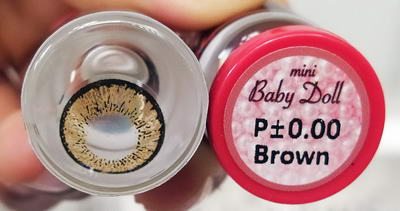 mini
Baby Doll
P±0.00
Brown